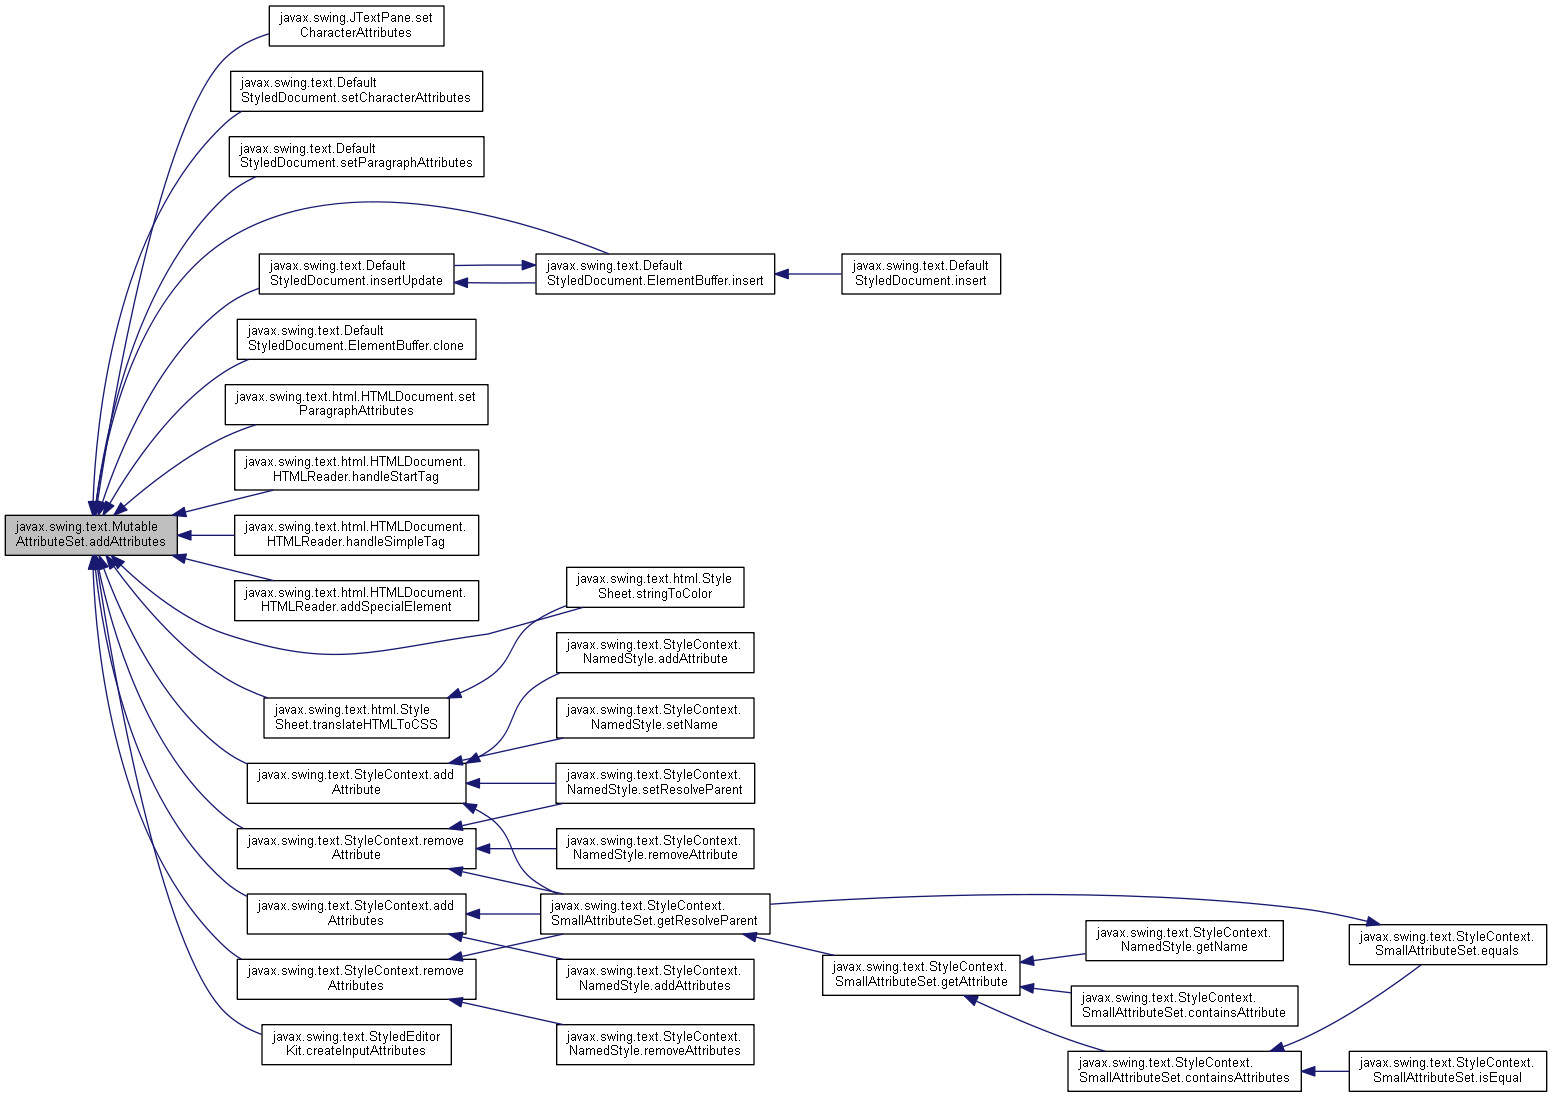 javax.swing.JTextPane.set
CharacterAttributes
javax.swing.text.Default
StyledDocument.setCharacterAttributes
javax.swing.text.Default
StyledDocument.setParagraphAttributes
javax.swing.text.Default
StyledDocument.insertUpdate
javax.swing.text.Default
StyledDocument.ElementBuffer.insert
javax.swing.text.Default
StyledDocument.insert
javax.swing.text.Default
StyledDocument.ElementBuffer.clone
javax.swing.text.html.HTMLDocument.set
ParagraphAttributes
javax.swing.text.html.HTMLDocument.
HTMLReader.handleStartTag
javax.swing.text.Mutable
AttributeSet.addAttributes
javax.swing.text.html.HTMLDocument.
HTMLReader.handleSimpleTag
javax.swing.text.html.HTMLDocument.
HTMLReader.addSpecialElement
javax.swing.text.html.Style
Sheet.stringToColor
javax.swing.text.StyleContext.
NamedStyle.addAttribute
javax.swing.text.html.Style
Sheet.translateHTMLToCSS
javax.swing.text.StyleContext.
NamedStyle.setName
javax.swing.text.StyleContext.add
Attribute
javax.swing.text.StyleContext.
NamedStyle.setResolveParent
javax.swing.text.StyleContext.remove
Attribute
javax.swing.text.StyleContext.
NamedStyle.removeAttribute
javax.swing.text.StyleContext.add
Attributes
javax.swing.text.StyleContext.
SmallAttributeSet.getResolveParent
javax.swing.text.StyleContext.
NamedStyle.getName
javax.swing.text.StyleContext.
SmallAttributeSet.equals
javax.swing.text.StyleContext.remove
Attributes
javax.swing.text.StyleContext.
NamedStyle.addAttributes
javax.swing.text.StyleContext.
SmallAttributeSet.getAttribute
javax.swing.text.StyleContext.
SmallAttributeSet.containsAttribute
javax.swing.text.StyledEditor
Kit.createInputAttributes
javax.swing.text.StyleContext.
NamedStyle.removeAttributes
javax.swing.text.StyleContext.
SmallAttributeSet.containsAttributes
javax.swing.text.StyleContext.
SmallAttributeSet.isEqual